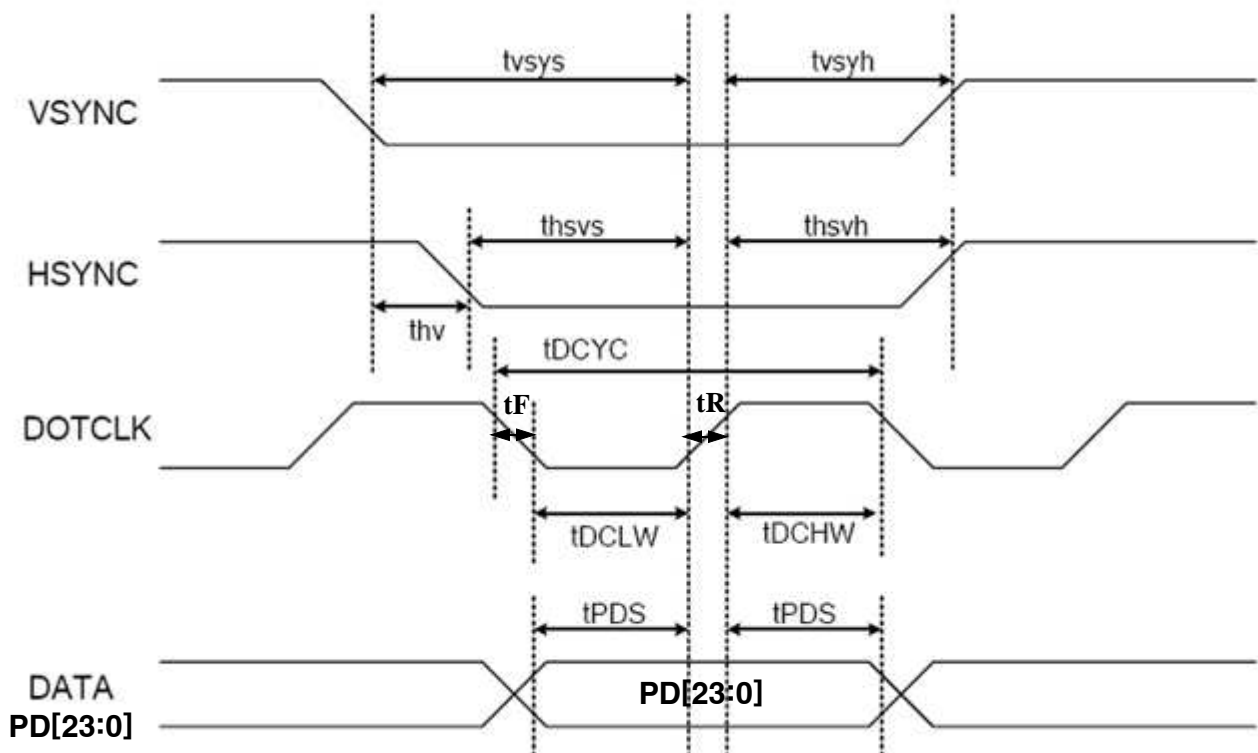 tvsys
tvsyh
VSYNC
thsvs
thsvh
HSYNC
thv
tDCYC
tF
tR
DOTCLK
tDCLW
tDCHW
tPDS
tPDS
DATA
PD[23:0]
PD[23:0]